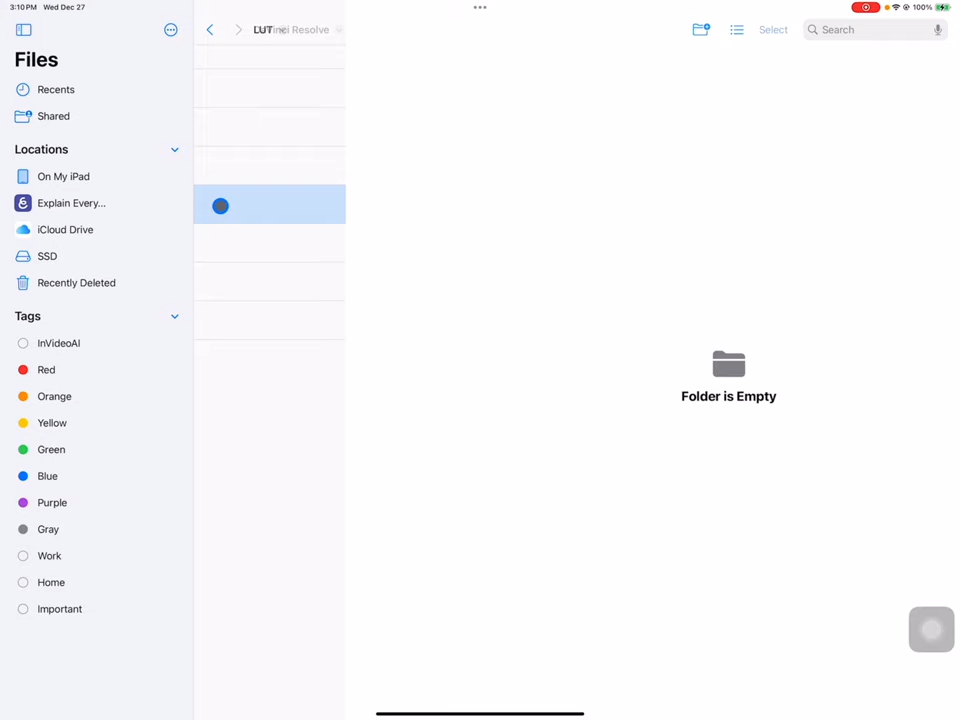 3:10 PM Wed Dec 27
100%
Files
Recents
Shared
Locations
On My iPad
Explain Every...
iCloud Drive
SSD
Recently Deleted
Tags
InVideoAI
Red
Orange
Yellow
Green
Blue
Purple
Gray
Work
Home
Important
LUT
Resolve
Select
Search
Folder is Empty